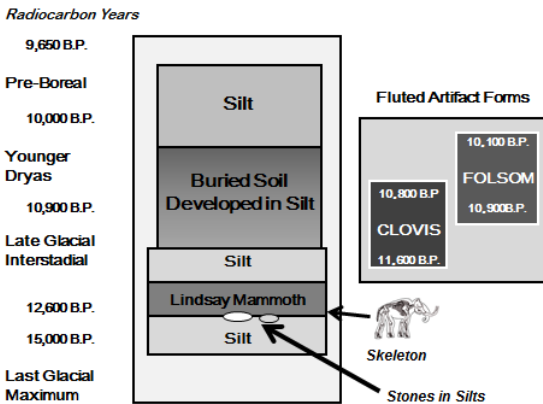 Radiocarbon Years
9,650 B.P.
Pre-Boreal
10,000 B.P.
Younger
Dryas
10,900 B.P.
Late Glacial
Interstadial
12,600 B.P.
15,000 B.P.
Last Glacial
Maximum
Silt
Buried Soil
Developed in Silt
Silt
Lindsay Mammoth
Silt
Fluted Artifact Forms
10,100 B.P.
FOLSOM
10,900B.P.
10,800 B.P
CLOVIS
11,600 B.P.
Skeleton
Stones in Silts